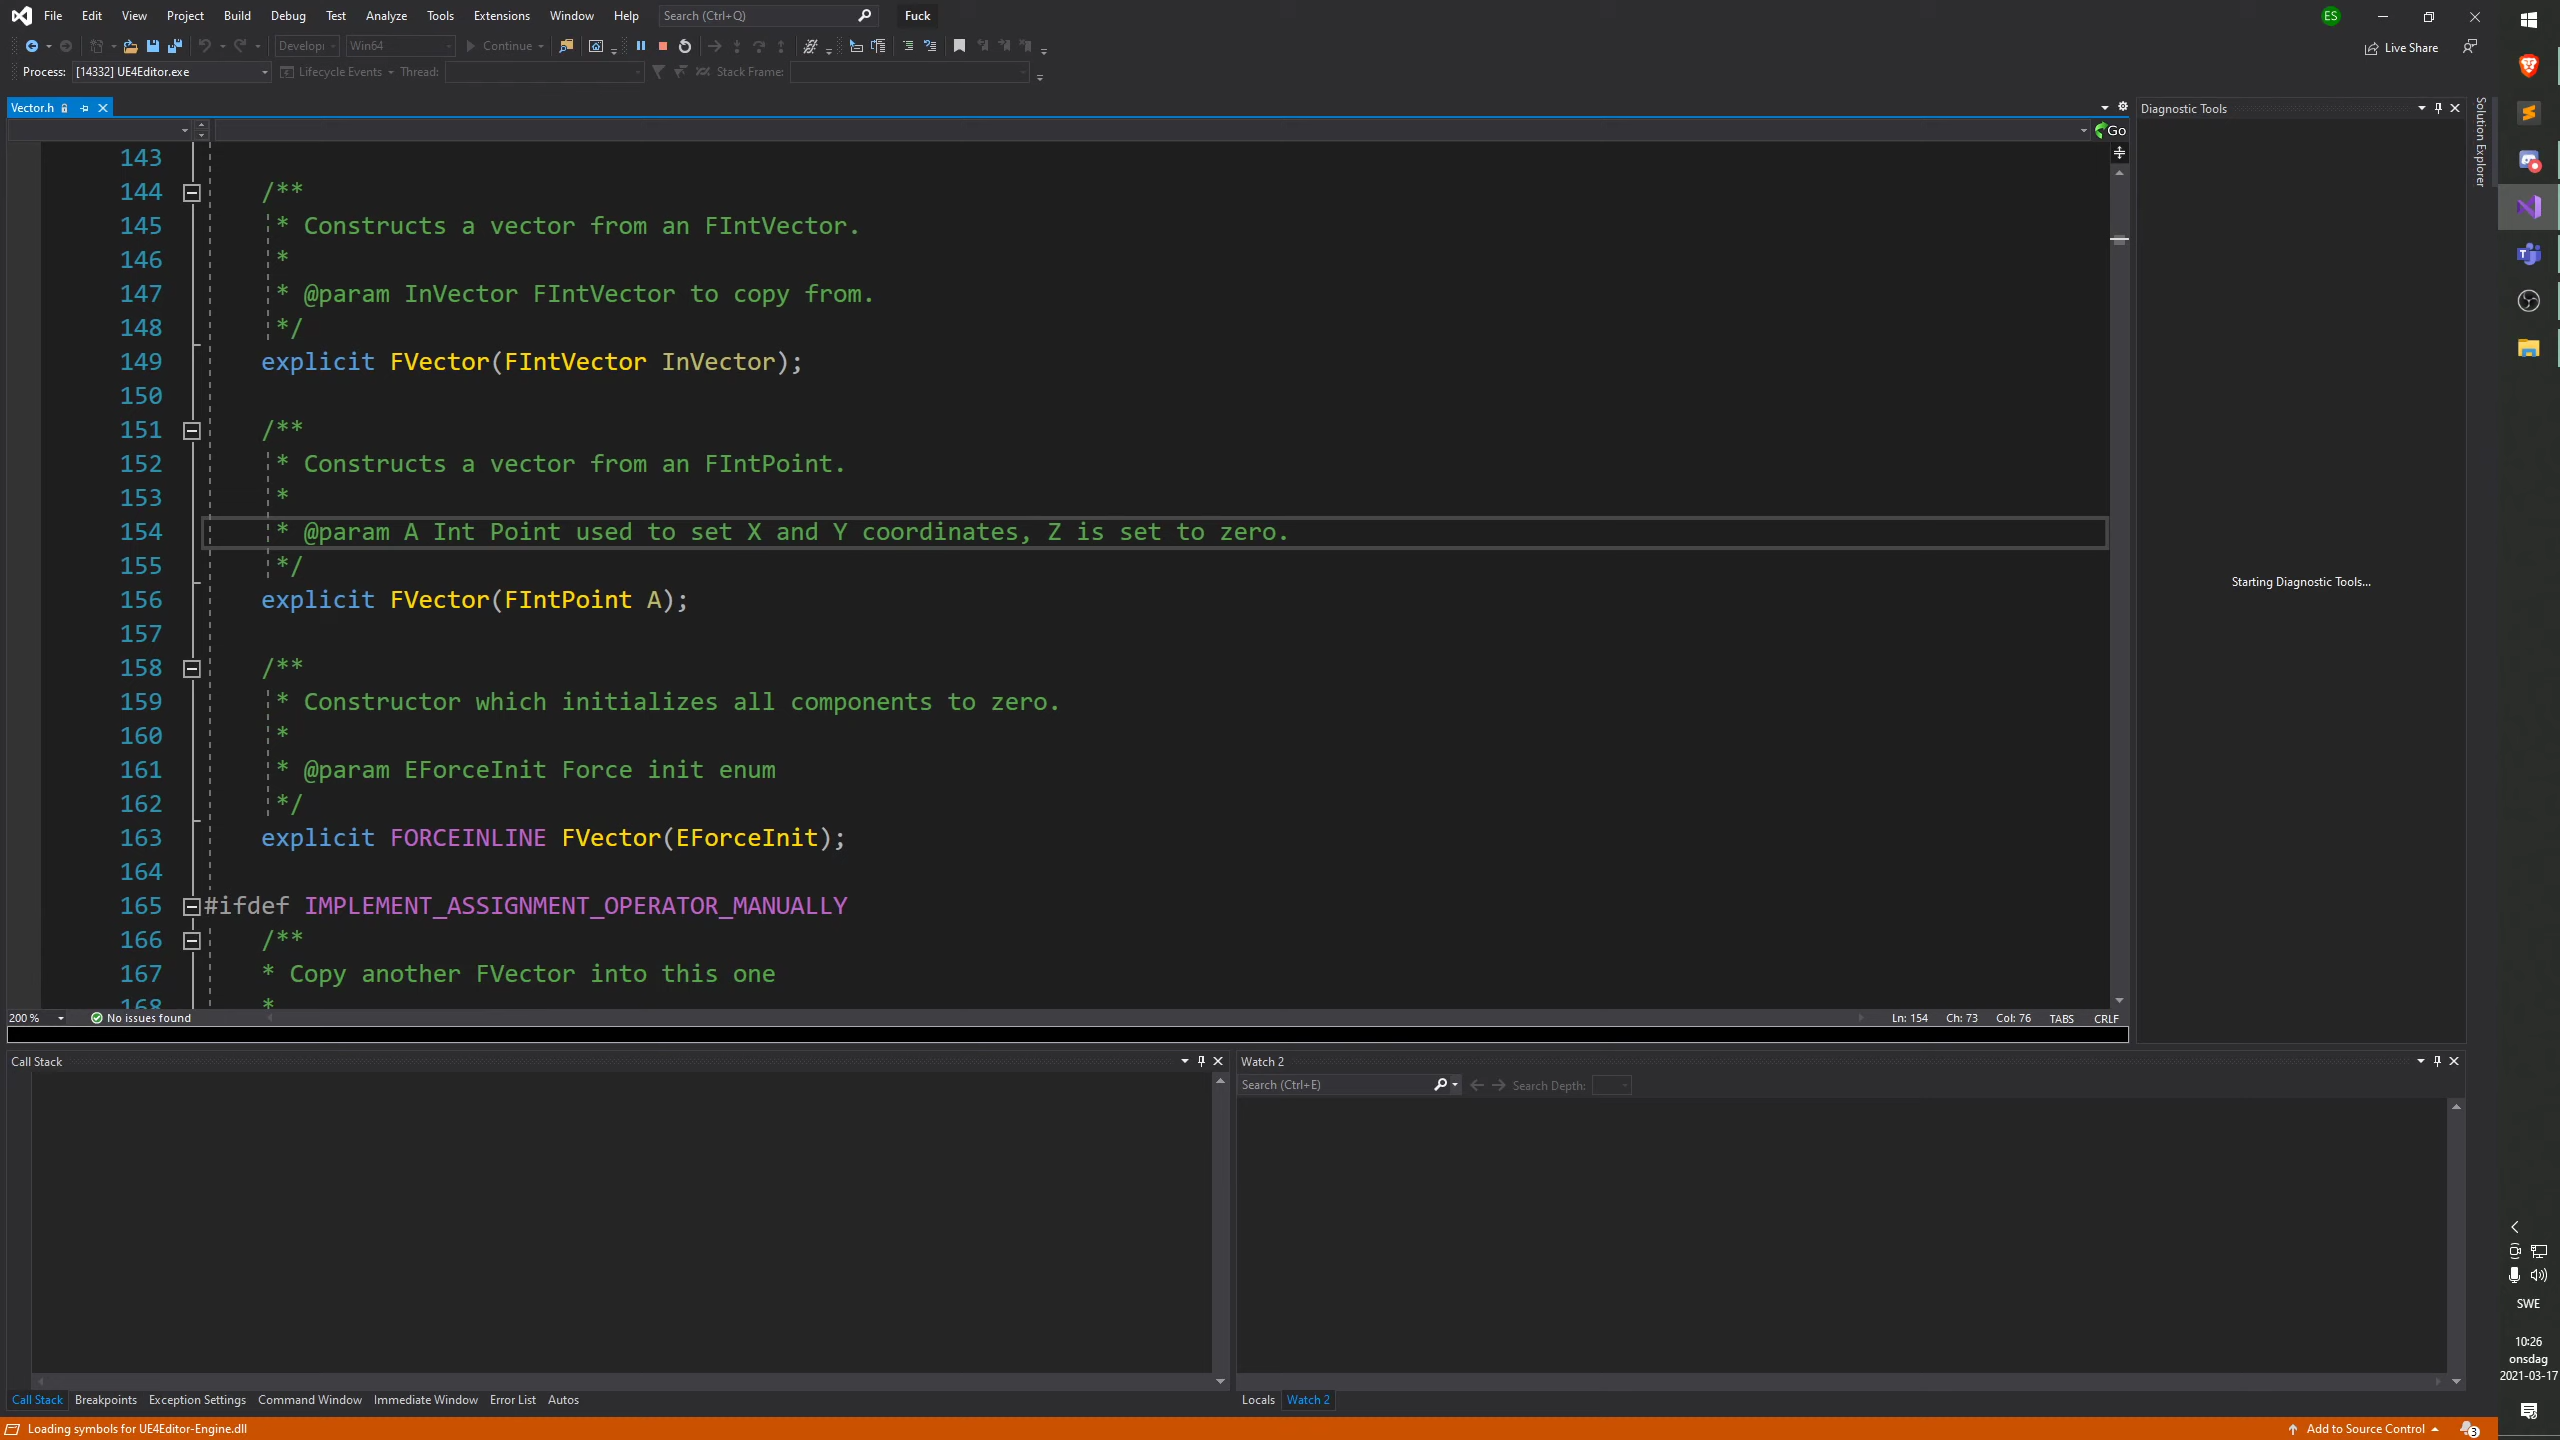 File Edit View Project Build Debug Test Analyze Tools Extensions Window Help Search (Ctrl+Q) Fuck ES
Develop Win64 Continue Live Share
Process: [14332] UE4Editor.exe Lifecycle Events Thread: Stack Frame:
Vector.h
Diagnostic Tools
Solution Explorer
Go
143
144 /**
145 * Constructs a vector from an FIntVector.
146 *
147 * @param InVector FIntVector to copy from.
148 */
149 explicit FVector(FIntVector InVector);
150
151 /**
152 * Constructs a vector from an FIntPoint.
153 *
154 * @param A Int Point used to set X and Y coordinates, Z is set to zero.
155 */
156 explicit FVector(FIntPoint A);
157
158 /**
159 * Constructor which initializes all components to zero.
160 *
161 * @param EForceInit Force init enum
162 */
163 explicit FORCEINLINE FVector(EForceInit);
164
165 #ifdef IMPLEMENT_ASSIGNMENT_OPERATOR_MANUALLY
166 /**
167 * Copy another FVector into this one
168 *
Starting Diagnostic Tools...
200 % No issues found Ln: 154 Ch: 73 Col: 76 TABS CRLF
Call Stack
Watch 2
Search (Ctrl+E) Search Depth:
Call Stack Breakpoints Exception Settings Command Window Immediate Window Error List Autos
Locals Watch 2
Loading symbols for UE4Editor-Engine.dll
Add to Source Control 3
SWE
10:26
onsdag
2021-03-17